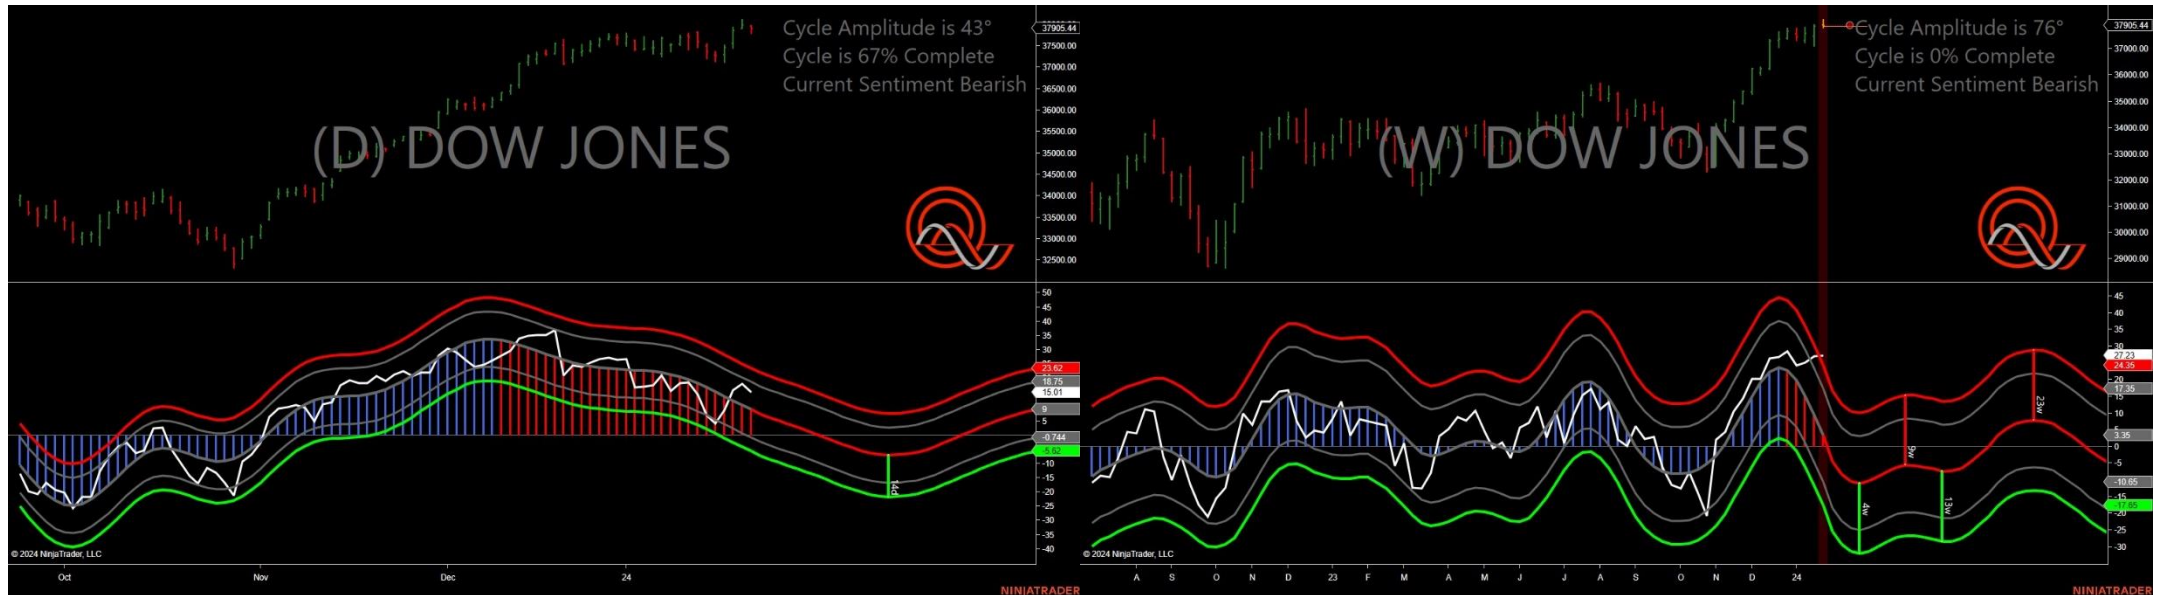 Cycle Amplitude is 43°
Cycle is 67% Complete
Current Sentiment Bearish
(D) DOW JONES
37905.44
37500.00
37000.00
36500.00
36000.00
35500.00
35000.00
34500.00
34000.00
33500.00
33000.00
32500.00
50
45
40
35
30
23.62
18.75
15.01
9
5
-0.744
-5.62
-10
-15
-20
-25
-30
-35
-40
14d
© 2024 NinjaTrader, LLC
Oct
Nov
Dec
24
NINJATRADER
Cycle Amplitude is 76°
Cycle is 0% Complete
Current Sentiment Bearish
(W) DOW JONES
37905.44
37000.00
36000.00
35000.00
34000.00
33000.00
32000.00
31000.00
30000.00
29000.00
45
40
35
30
27.23
24.35
20
17.35
15
10
5
3.35
0
-5
-10.65
-15
-17.65
-20
-25
-30
4w
9w
13w
23w
© 2024 NinjaTrader, LLC
A
S
O
N
D
23
F
M
A
M
J
J
A
S
O
N
D
24
NINJATRADER